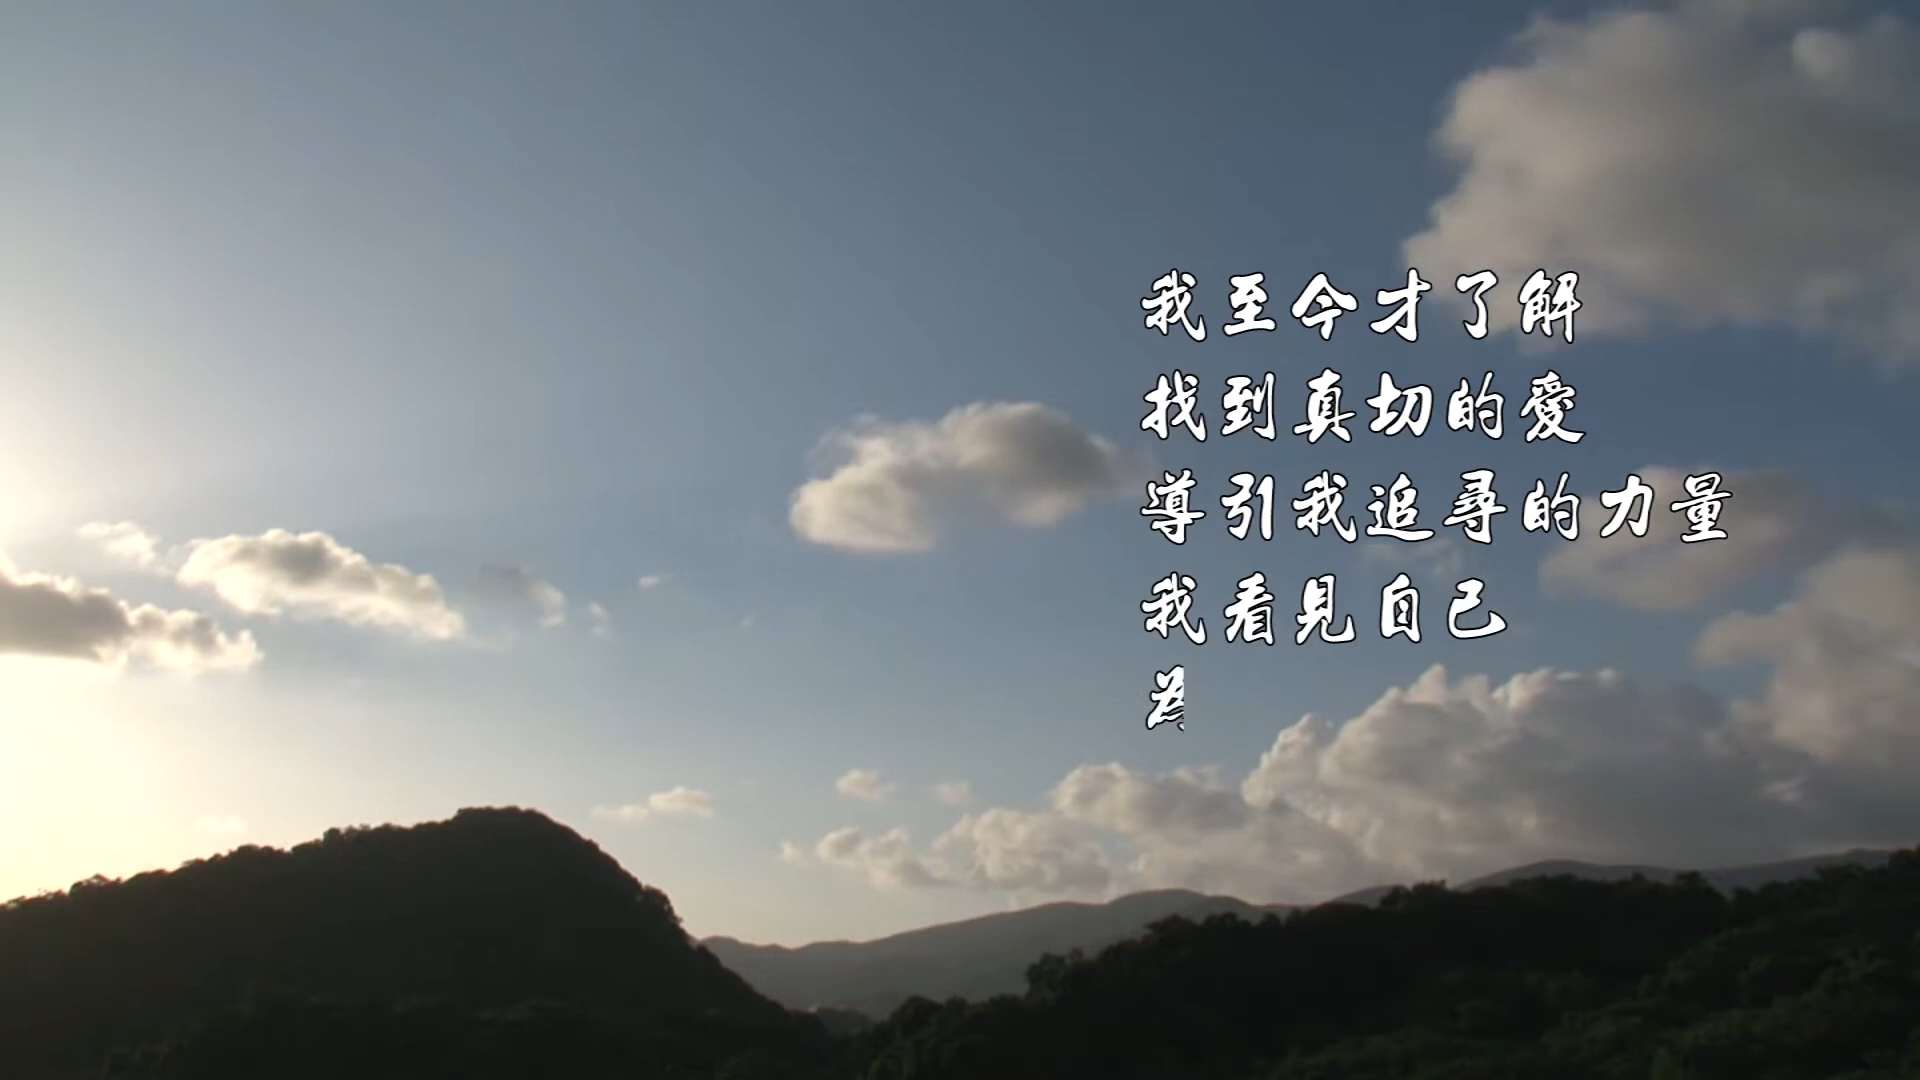 我至今才了解
找到真切的愛
導引我追尋的力量
我看見自己